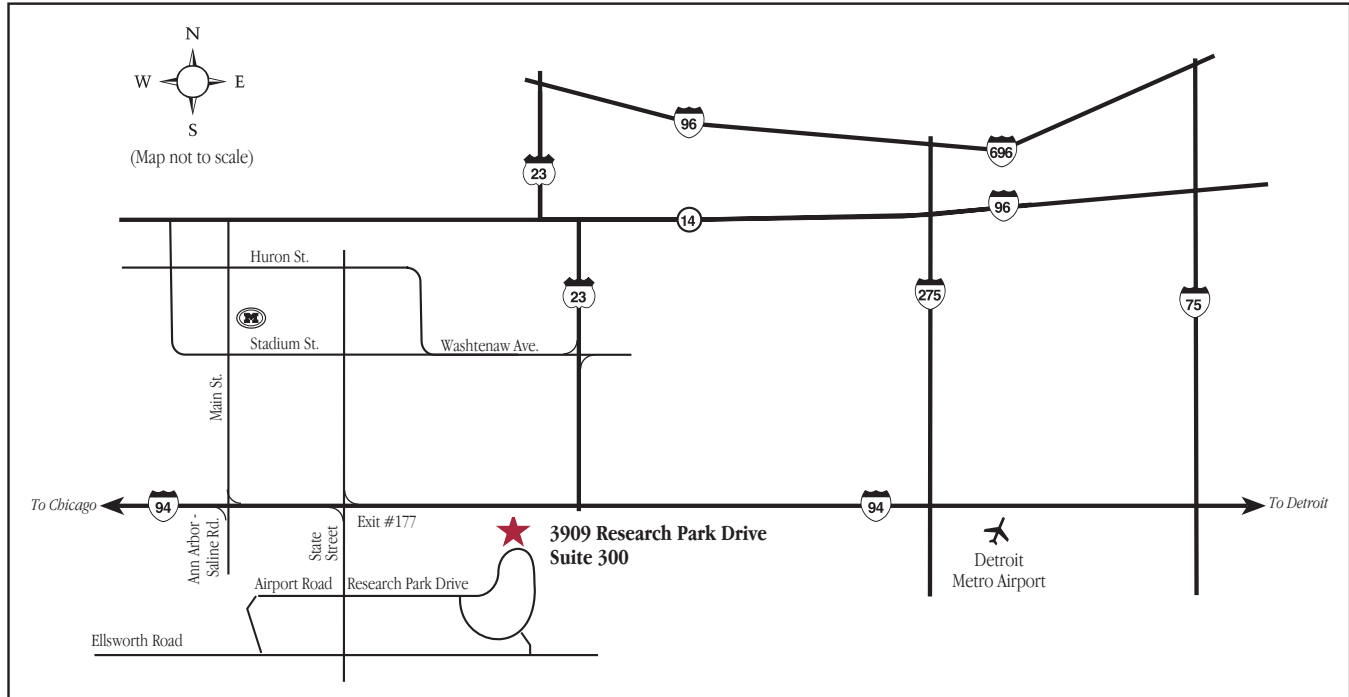 N
W E
S
(Map not to scale)
96
696
23
14
96
Huron St.
M
23
275
75
Stadium St.
Washtenaw Ave.
Main St.
To Chicago
94
94
To Detroit
Exit #177
Ann Arbor -
Saline Rd.
State
Street
3909 Research Park Drive
Suite 300
Detroit
Metro Airport
Airport Road
Research Park Drive
Ellsworth Road